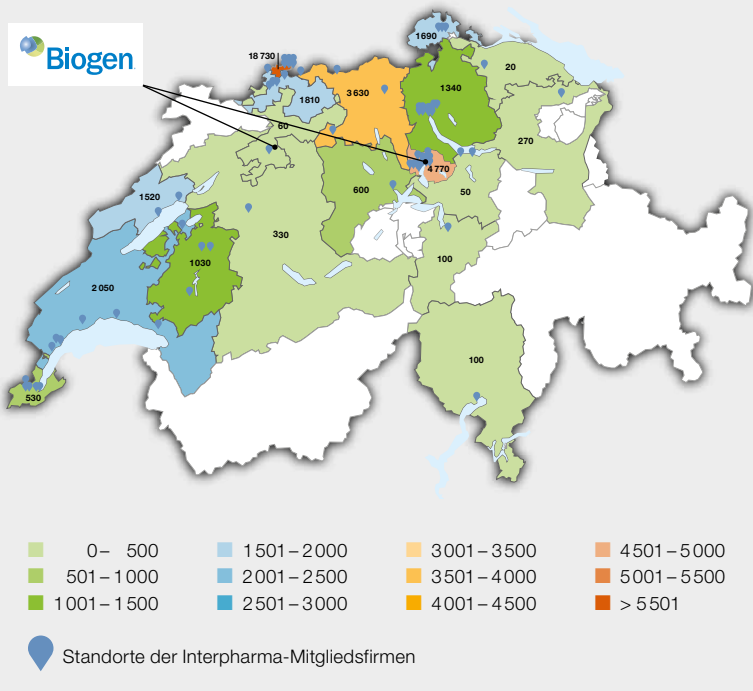 Biogen
1690
18 730
20
1340
3 630
1810
60
270
4 770
1520
600
50
330
1030
100
2 050
100
530
0 – 500
1 501 – 2 000
3 001 – 3 500
4 501 – 5 000
501 – 1 000
2 001 – 2 500
3 501 – 4 000
5 001 – 5 500
1 001 – 1 500
2 501 – 3 000
4 001 – 4 500
> 5 501
Standorte der Interpharma-Mitgliedsfirmen